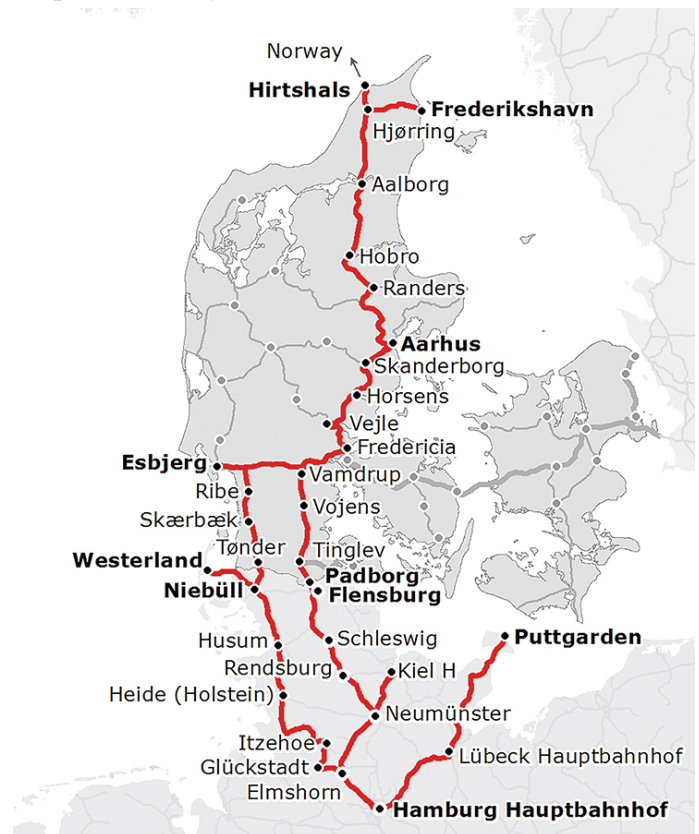 Norway
Hirtshals
Frederikshavn
Hjørring
Aalborg
Hobro
Randers
Aarhus
Skanderborg
Horsens
Vejle
Fredericia
Esbjerg
Vamdrup
Ribe
Vojens
Skærbæk
Tønder
Tinglev
Westerland
Padborg
Niebüll
Flensburg
Husum
Schleswig
Puttgarden
Rendsburg
Kiel H
Heide (Holstein)
Neumünster
Itzehoe
Lübeck Hauptbahnhof
Glückstadt
Elmshorn
Hamburg Hauptbahnhof